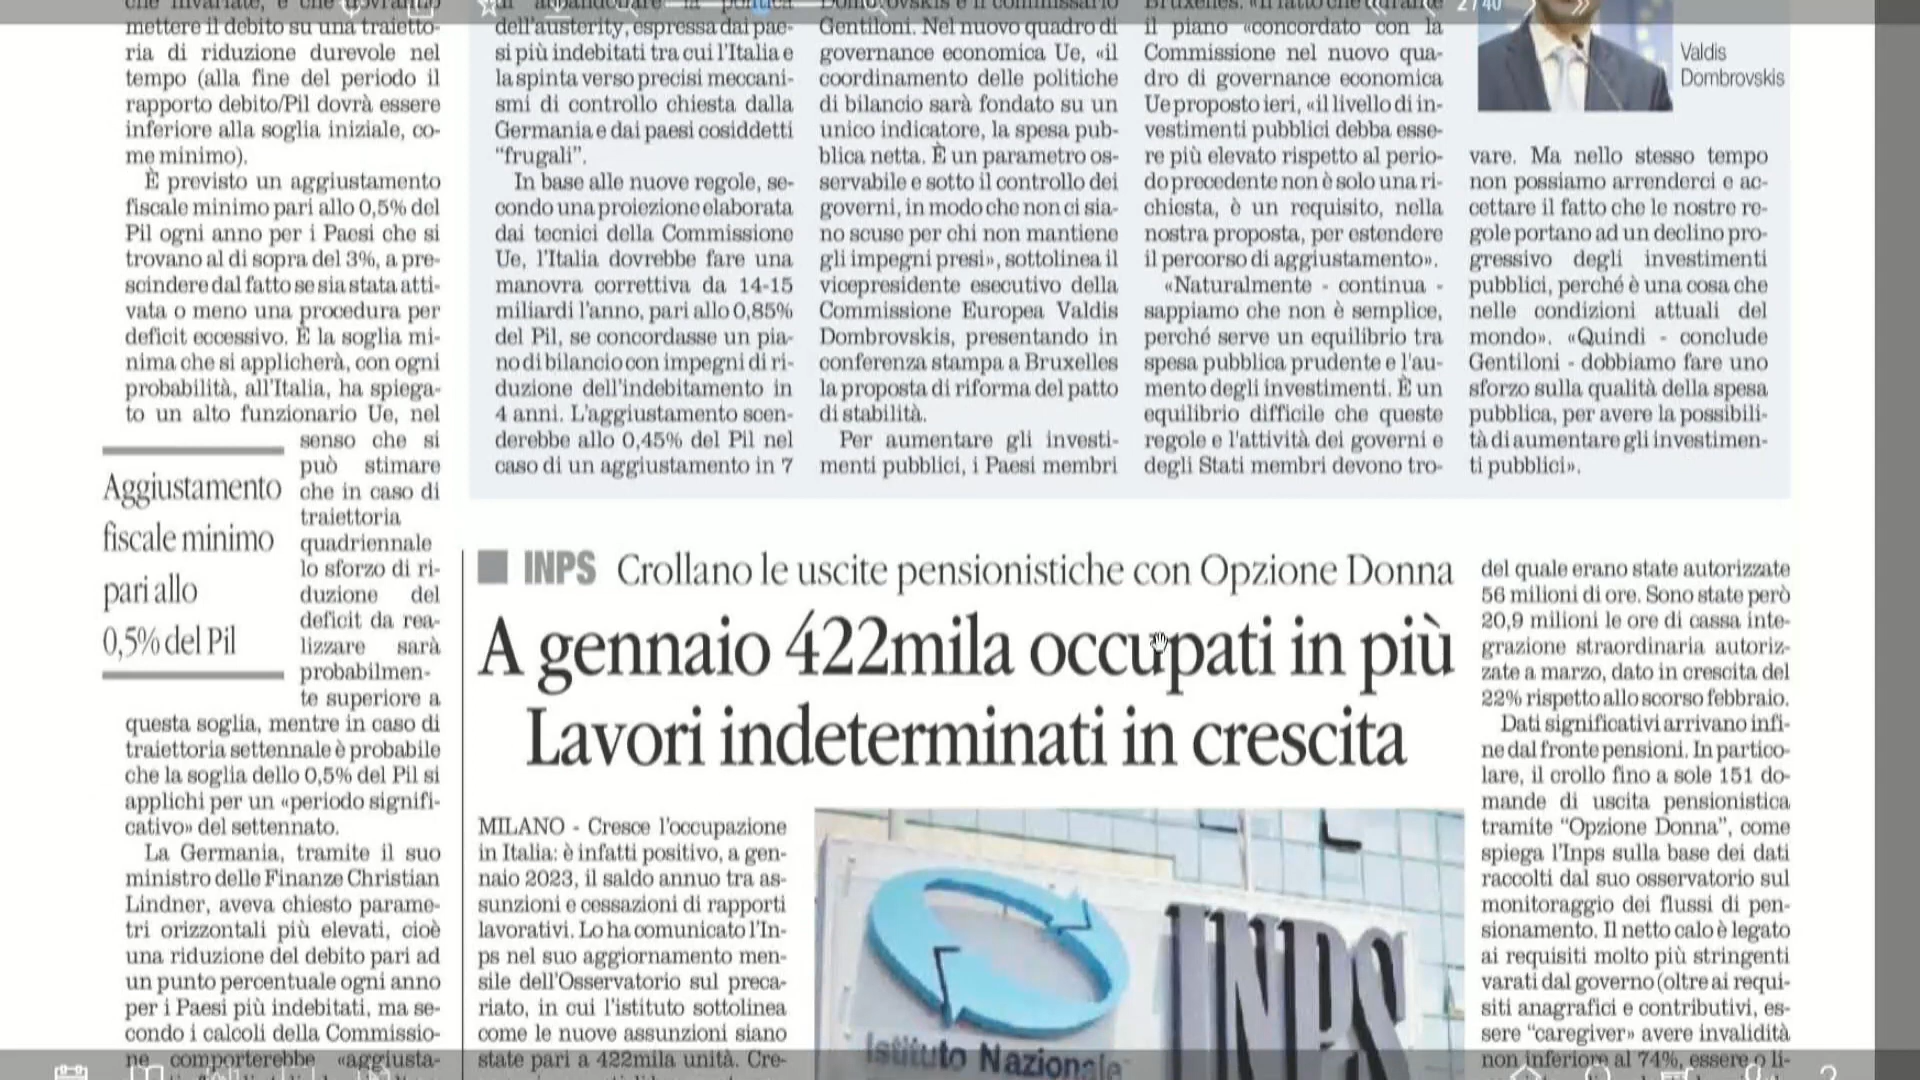 2 / 40
mettere il debito su una traietto-
ria di riduzione durevole nel
tempo (alla fine del periodo il
rapporto debito/Pil dovrà essere
inferiore alla soglia iniziale, co-
me minimo).
È previsto un aggiustamento
fiscale minimo pari allo 0,5% del
Pil ogni anno per i Paesi che si
trovano al di sopra del 3%, a pre-
scindere dal fatto se sia stata atti-
vata o meno una procedura per
deficit eccessivo. È la soglia mi-
nima che si applicherà, con ogni
probabilità, all'Italia, ha spiega-
to un alto funzionario Ue, nel
senso che si
può stimare
che in caso di
traiettoria
quadriennale
lo sforzo di ri-
duzione del
deficit da rea-
lizzare sarà
probabilmen-
te superiore a
questa soglia, mentre in caso di
traiettoria settennale è probabile
che la soglia dello 0,5% del Pil si
applichi per un «periodo signifi-
cativo» del settennato.
La Germania, tramite il suo
ministro delle Finanze Christian
Lindner, aveva chiesto parame-
tri orizzontali più elevati, cioè
una riduzione del debito pari ad
un punto percentuale ogni anno
per i Paesi più indebitati, ma se-
condo i calcoli della Commissio-
ne comporterebbe «aggiusta-
Aggiustamento
fiscale minimo
pari allo
0,5% del Pil
dell'austerity, espressa dai pae-
si più indebitati tra cui l'Italia e
la spinta verso precisi meccani-
smi di controllo chiesta dalla
Germania e dai paesi cosiddetti
“frugali”.
In base alle nuove regole, se-
condo una proiezione elaborata
dai tecnici della Commissione
Ue, l'Italia dovrebbe fare una
manovra correttiva da 14-15
miliardi l'anno, pari allo 0,85%
del Pil, se concordasse un pia-
no di bilancio con impegni di ri-
duzione dell'indebitamento in
4 anni. L'aggiustamento scen-
derebbe allo 0,45% del Pil nel
caso di un aggiustamento in 7
Gentiloni. Nel nuovo quadro di
governance economica Ue, «il
coordinamento delle politiche
di bilancio sarà fondato su un
unico indicatore, la spesa pub-
blica netta. È un parametro os-
servabile e sotto il controllo dei
governi, in modo che non ci sia-
no scuse per chi non mantiene
gli impegni presi», sottolinea il
vicepresidente esecutivo della
Commissione Europea Valdis
Dombrovskis, presentando in
conferenza stampa a Bruxelles
la proposta di riforma del patto
di stabilità.
Per aumentare gli investi-
menti pubblici, i Paesi membri
il piano «concordato con la
Commissione nel nuovo qua-
dro di governance economica
Ue proposto ieri, «il livello di in-
vestimenti pubblici debba esse-
re più elevato rispetto al perio-
do precedente non è solo una ri-
chiesta, è un requisito, nella
nostra proposta, per estendere
il percorso di aggiustamento».
«Naturalmente - continua -
sappiamo che non è semplice,
perché serve un equilibrio tra
spesa pubblica prudente e l'au-
mento degli investimenti. È un
equilibrio difficile che queste
regole e l'attività dei governi e
degli Stati membri devono tro-
Valdis
Dombrovskis
vare. Ma nello stesso tempo
non possiamo arrenderci e ac-
cettare il fatto che le nostre re-
gole portano ad un declino pro-
gressivo degli investimenti
pubblici, perché è una cosa che
nelle condizioni attuali del
mondo». «Quindi - conclude
Gentiloni - dobbiamo fare uno
sforzo sulla qualità della spesa
pubblica, per avere la possibili-
tà di aumentare gli investimen-
ti pubblici».
INPS Crollano le uscite pensionistiche con Opzione Donna
A gennaio 422mila occupati in più
Lavori indeterminati in crescita
MILANO - Cresce l'occupazione
in Italia: è infatti positivo, a gen-
naio 2023, il saldo annuo tra as-
sunzioni e cessazioni di rapporti
lavorativi. Lo ha comunicato l'In-
ps nel suo aggiornamento men-
sile dell'Osservatorio sul preca-
riato, in cui l'istituto sottolinea
come le nuove assunzioni siano
state pari a 422mila unità. Cre-
INPS
Istituto Nazionale
del quale erano state autorizzate
56 milioni di ore. Sono state però
20,9 milioni le ore di cassa inte-
grazione straordinaria autoriz-
zate a marzo, dato in crescita del
22% rispetto allo scorso febbraio.
Dati significativi arrivano infi-
ne dal fronte pensioni. In partico-
lare, il crollo fino a sole 151 do-
mande di uscita pensionistica
tramite “Opzione Donna”, come
spiega l'Inps sulla base dei dati
raccolti dal suo osservatorio sul
monitoraggio dei flussi di pen-
sionamento. Il netto calo è legato
ai requisiti molto più stringenti
varati dal governo (oltre ai requi-
siti anagrafici e contributivi, es-
sere “caregiver» avere invalidità
non inferiore al 74%, essere o li-